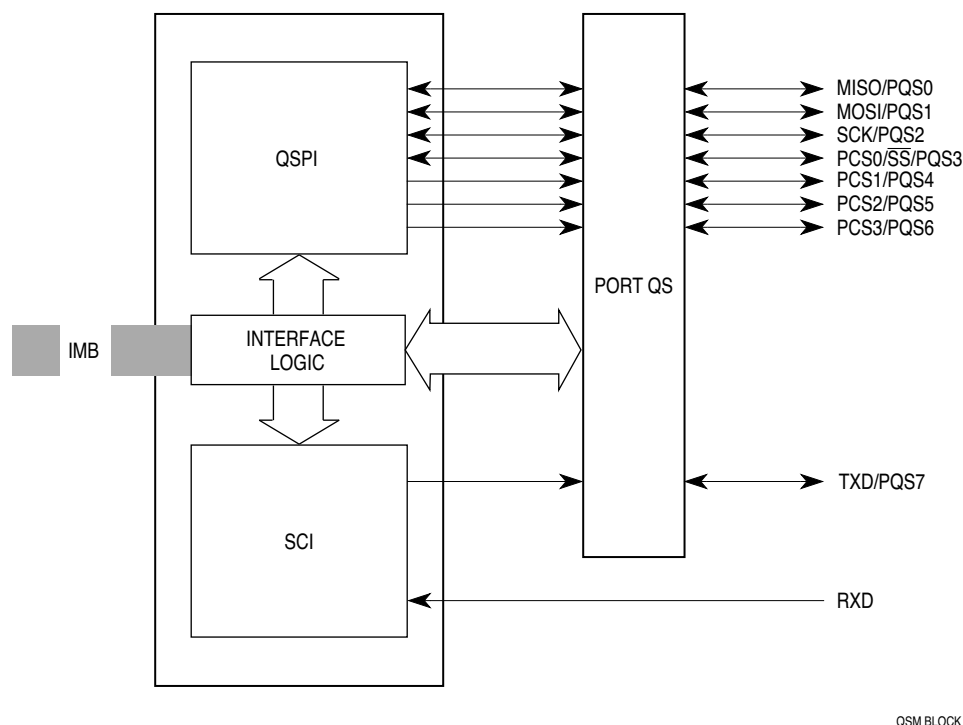 MISO/PQS0
MOSI/PQS1
SCK/PQS2
QSPI
PCS0/S̅S̅/PQS3
PCS1/PQS4
PCS2/PQS5
PCS3/PQS6
PORT QS
INTERFACE
LOGIC
IMB
TXD/PQS7
SCI
RXD
QSM BLOCK